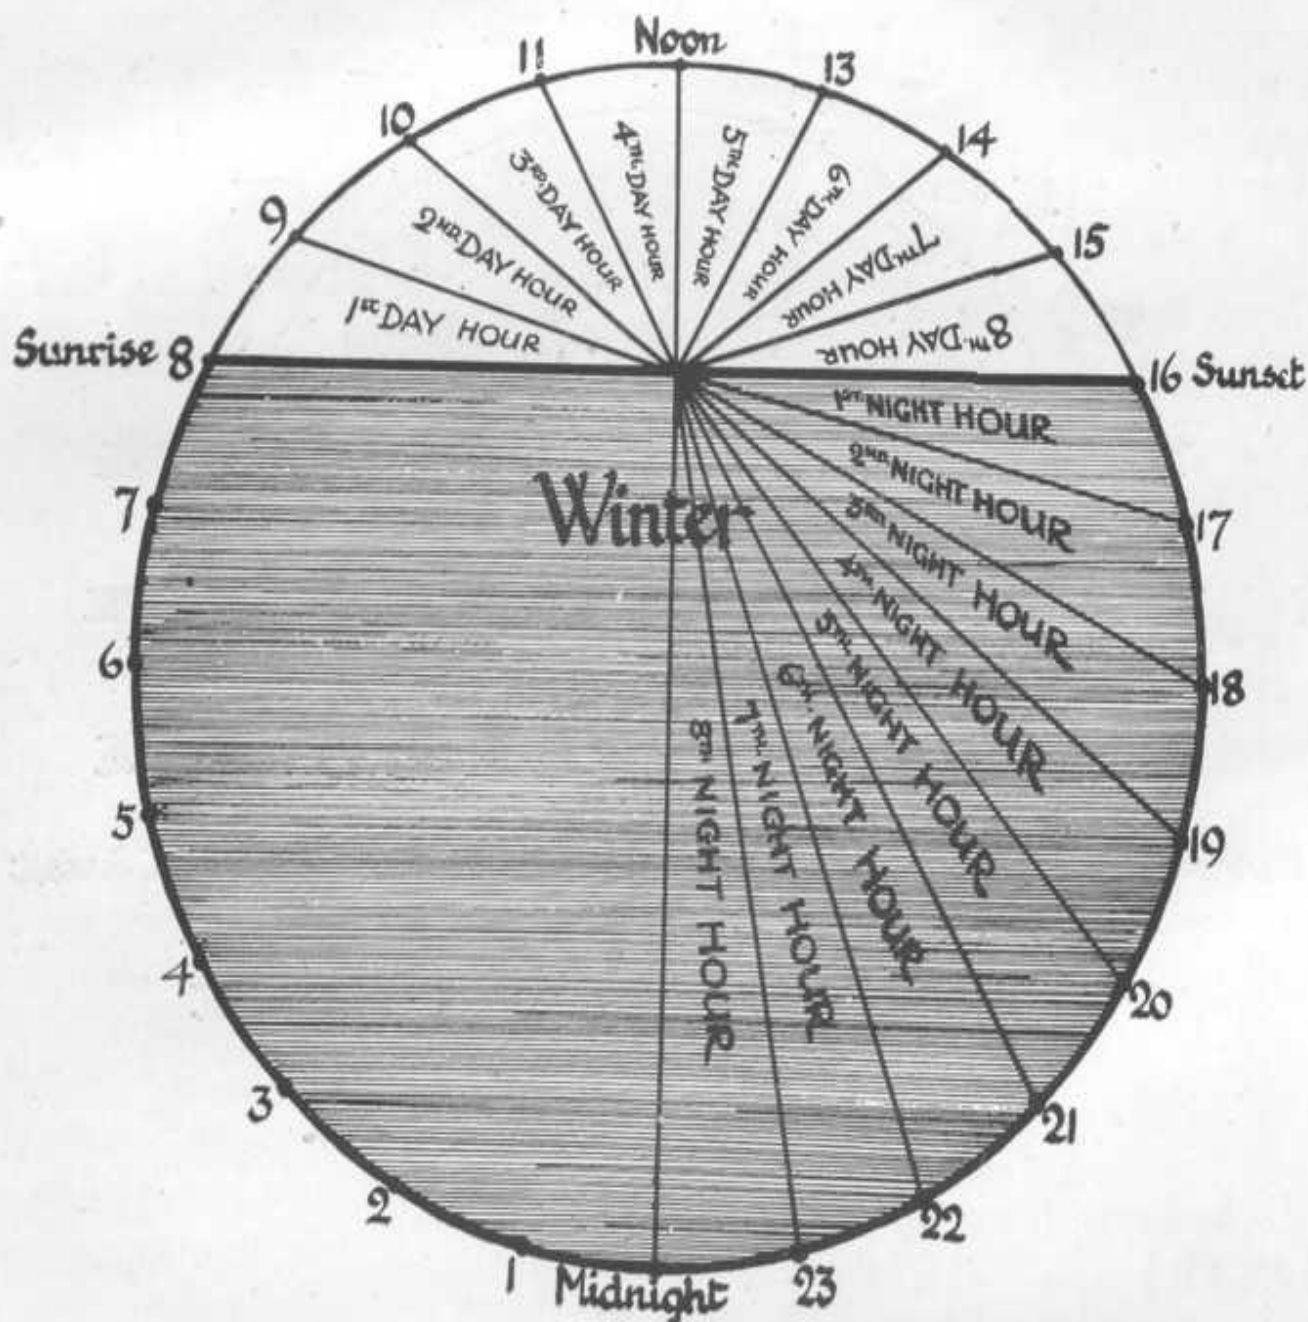 Noon
11
13
10
14
9
15
Sunrise 8
16 Sunset
1ST DAY HOUR
2ND DAY HOUR
3RD DAY HOUR
4TH DAY HOUR
5TH DAY HOUR
6TH DAY HOUR
7TH DAY HOUR
8TH DAY HOUR
Winter
1ST NIGHT HOUR
2ND NIGHT HOUR
3RD NIGHT HOUR
4TH NIGHT HOUR
5TH NIGHT HOUR
6TH NIGHT HOUR
7TH NIGHT HOUR
8TH NIGHT HOUR
17
18
19
20
21
22
23
Midnight
1
2
3
4
5
6
7